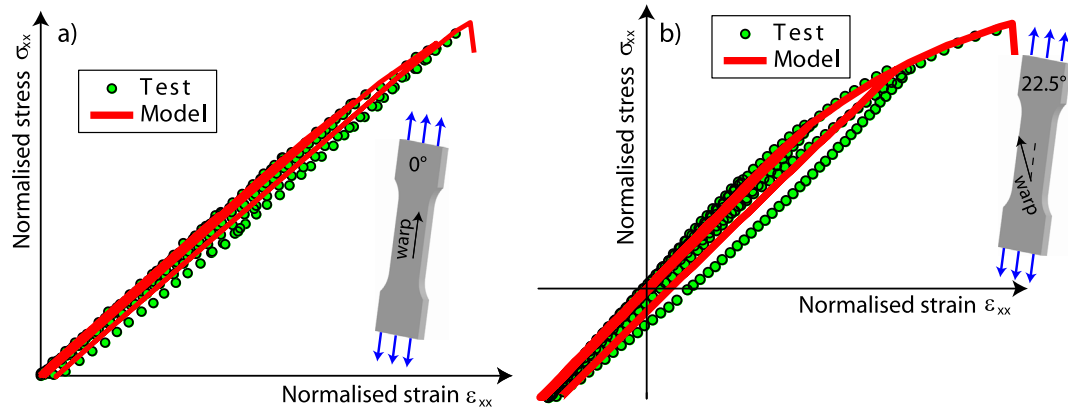 a)
Normalised stress σxx
Test
Model
0°
warp
Normalised strain εxx
b)
Normalised stress σxx
Test
Model
22.5°
warp
Normalised strain εxx